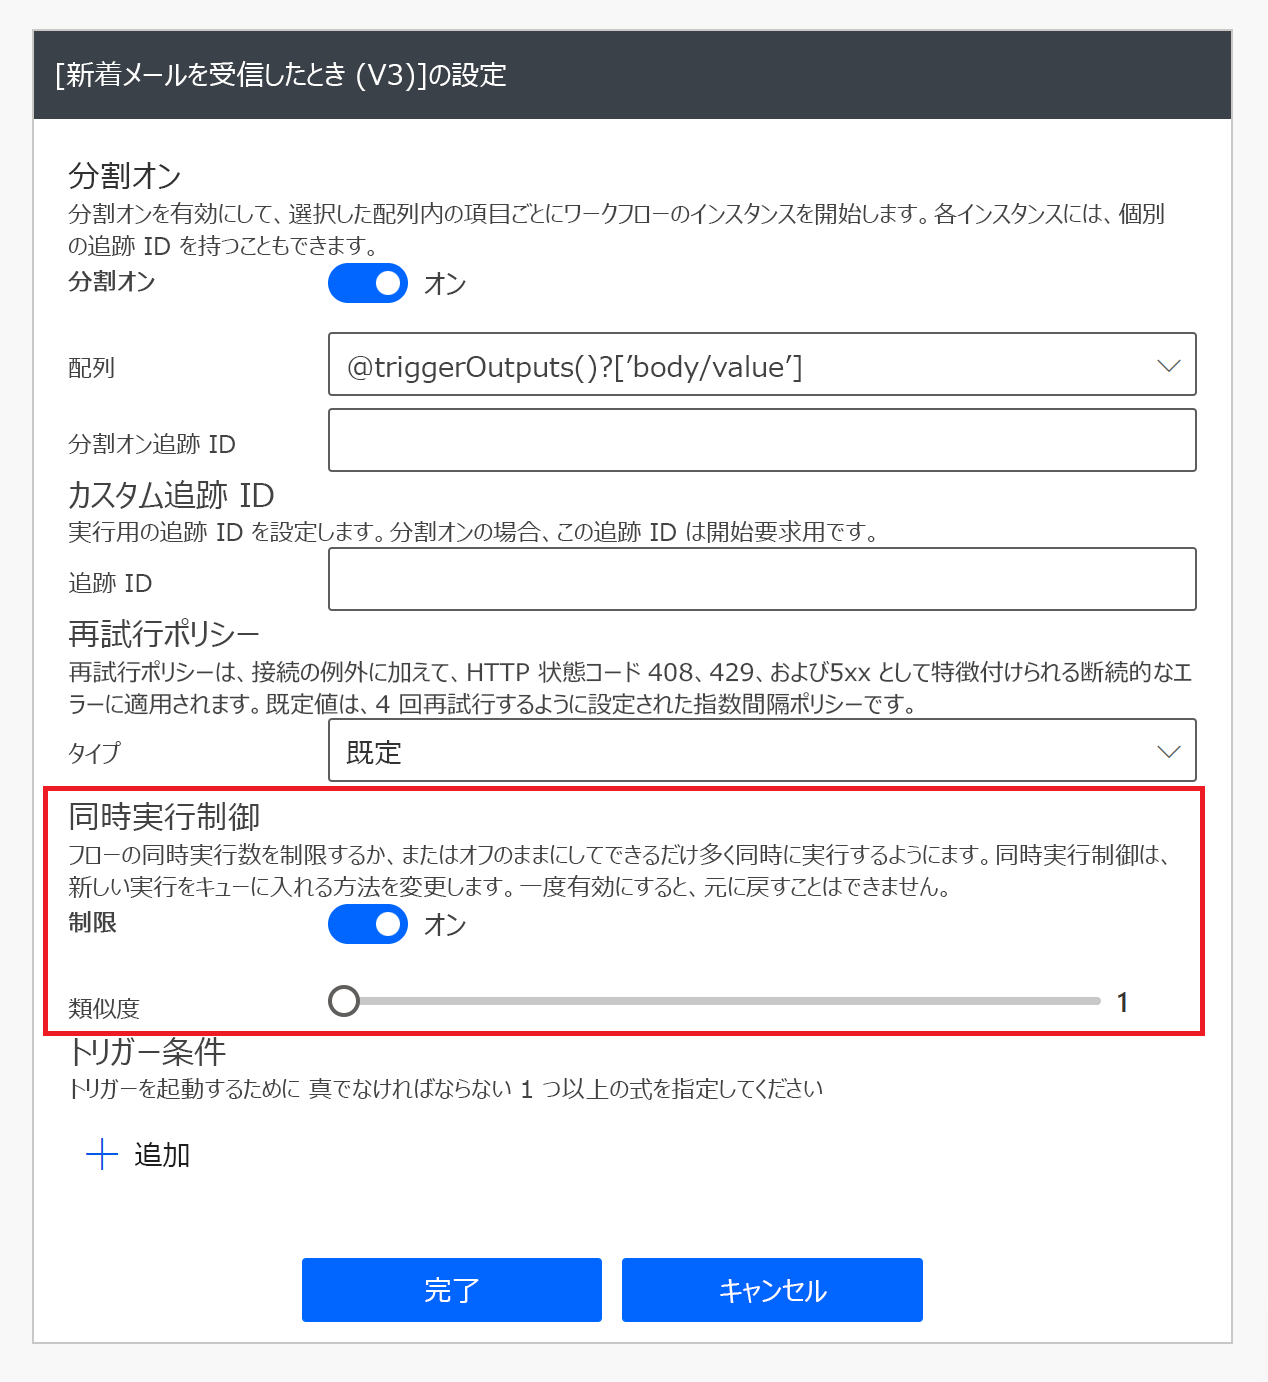 [新着メールを受信したとき (V3)]の設定
分割オン
分割オンを有効にして、選択した配列内の項目ごとにワークフローのインスタンスを開始します。各インスタンスには、個別
の追跡 ID を持つこともできます。
分割オン オン
配列 @triggerOutputs()?['body/value']
分割オン追跡 ID
カスタム追跡 ID
実行用の追跡 ID を設定します。分割オンの場合、この追跡 ID は開始要求用です。
追跡 ID
再試行ポリシー
再試行ポリシーは、接続の例外に加えて、HTTP 状態コード 408、429、および5xx として特徴付けられる断続的なエ
ラーに適用されます。既定値は、4 回再試行するように設定された指数間隔ポリシーです。
タイプ 既定
同時実行制御
フローの同時実行数を制限するか、またはオフのままにしてできるだけ多く同時に実行するようにます。同時実行制御は、
新しい実行をキューに入れる方法を変更します。一度有効にすると、元に戻すことはできません。
制限 オン
類似度 1
トリガー条件
トリガーを起動するために 真でなければならない 1 つ以上の式を指定してください
追加
完了 キャンセル